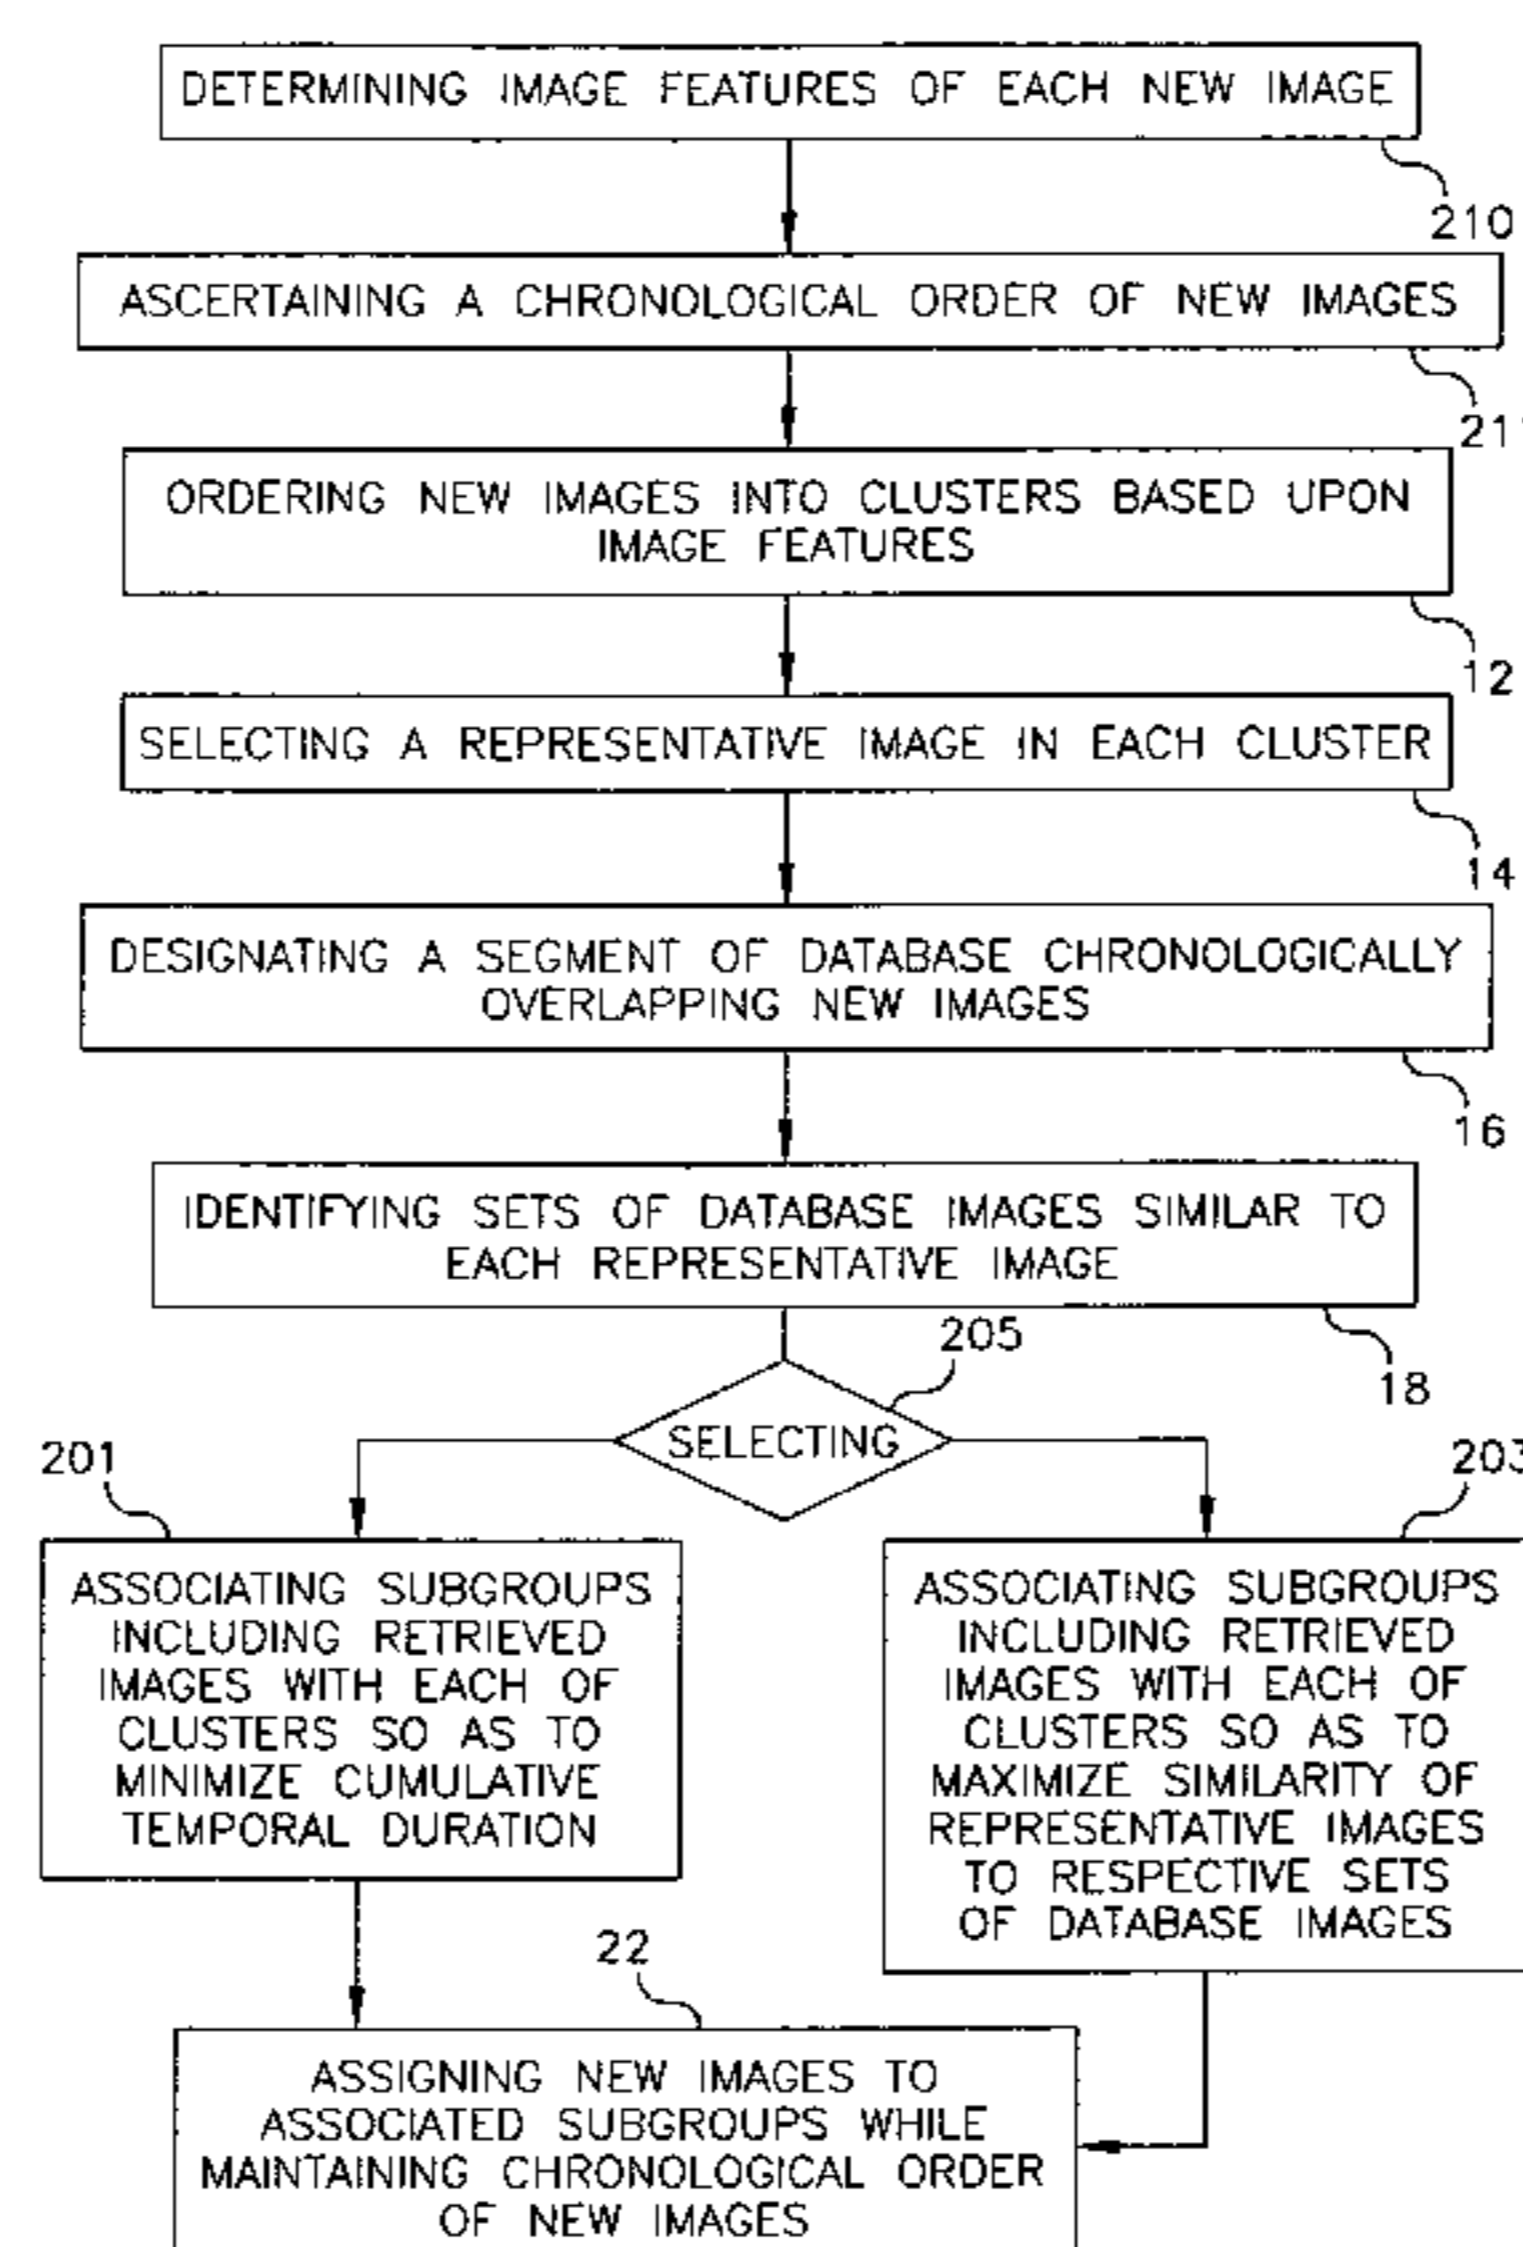 DETERMINING IMAGE FEATURES OF EACH NEW IMAGE
210
ASCERTAINING A CHRONOLOGICAL ORDER OF NEW IMAGES
211
ORDERING NEW IMAGES INTO CLUSTERS BASED UPON
IMAGE FEATURES
12
SELECTING A REPRESENTATIVE IMAGE IN EACH CLUSTER
14
DESIGNATING A SEGMENT OF DATABASE CHRONOLOGICALLY
OVERLAPPING NEW IMAGES
16
IDENTIFYING SETS OF DATABASE IMAGES SIMILAR TO
EACH REPRESENTATIVE IMAGE
18
205
SELECTING
201
ASSOCIATING SUBGROUPS
INCLUDING RETRIEVED
IMAGES WITH EACH OF
CLUSTERS SO AS TO
MINIMIZE CUMULATIVE
TEMPORAL DURATION
203
ASSOCIATING SUBGROUPS
INCLUDING RETRIEVED
IMAGES WITH EACH OF
CLUSTERS SO AS TO
MAXIMIZE SIMILARITY OF
REPRESENTATIVE IMAGES
TO RESPECTIVE SETS
OF DATABASE IMAGES
22
ASSIGNING NEW IMAGES TO
ASSOCIATED SUBGROUPS WHILE
MAINTAINING CHRONOLOGICAL ORDER
OF NEW IMAGES